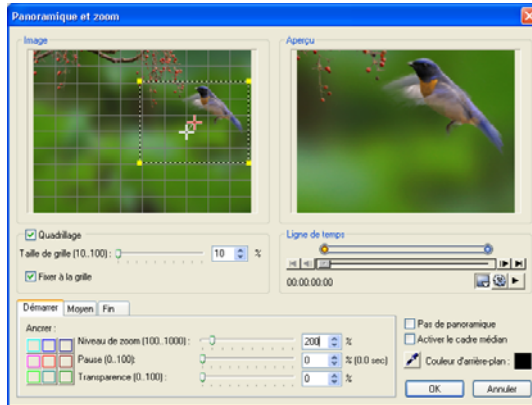 Panoramique et zoom
Image
Aperçu
Quadrillage
Taille de grille (10..100) :
10
%
Fixer à la grille
Ligne de temps
00:00:00:00
Démarrer
Moyen
Fin
Ancrer :
Niveau de zoom (100..1000) :
200
%
Pause (0..100):
0
% (0.0 sec)
Transparence (0..100) :
0
%
Pas de panoramique
Activer le cadre médian
Couleur d'arrière-plan :
OK
Annuler